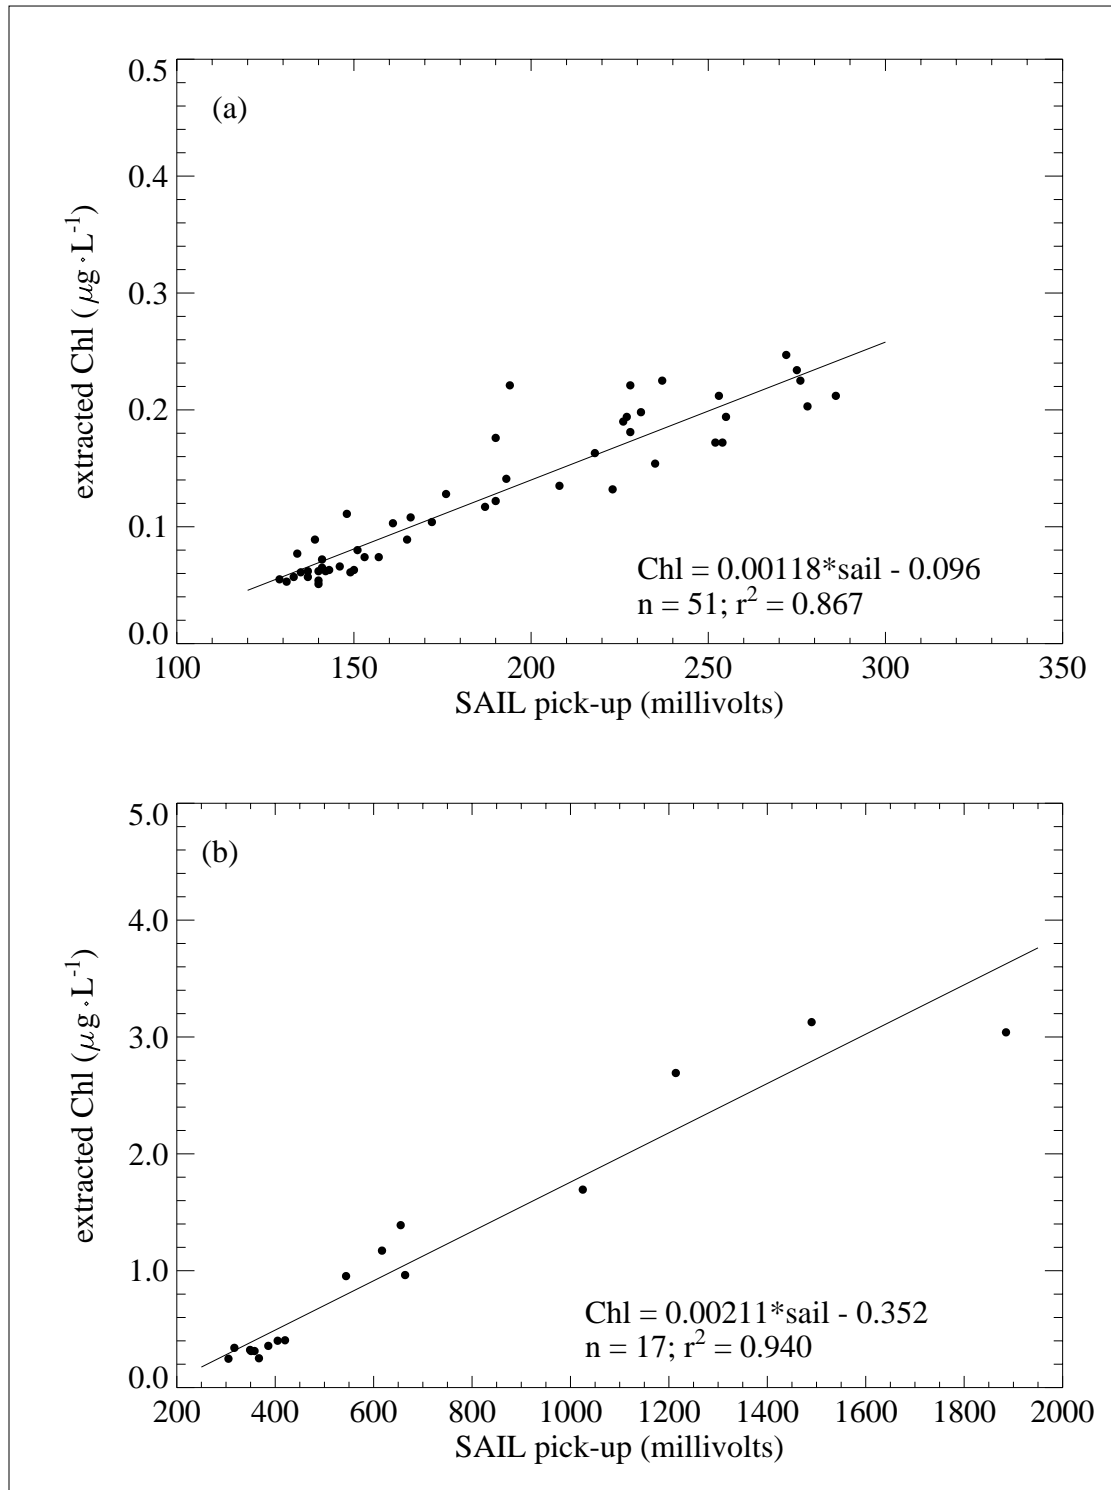 (a)
0.5
0.4
0.3
0.2
0.1
0.0
extracted Chl (μg·L⁻¹)
Chl = 0.00118*sail - 0.096
n = 51; r² = 0.867
100 150 200 250 300 350
SAIL pick-up (millivolts)
(b)
5.0
4.0
3.0
2.0
1.0
0.0
extracted Chl (μg·L⁻¹)
Chl = 0.00211*sail - 0.352
n = 17; r² = 0.940
200 400 600 800 1000 1200 1400 1600 1800 2000
SAIL pick-up (millivolts)